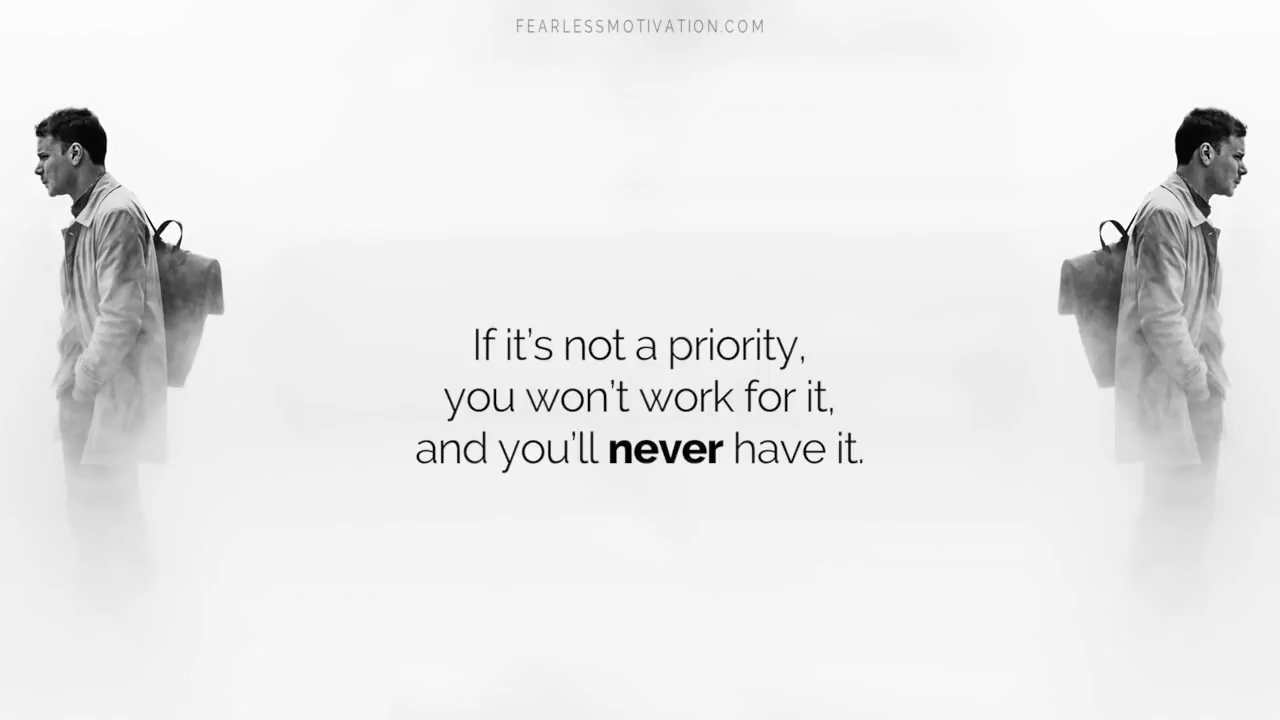 FEARLESSMOTIVATION.COM
If it's not a priority,
you won't work for it,
and you'll never have it.